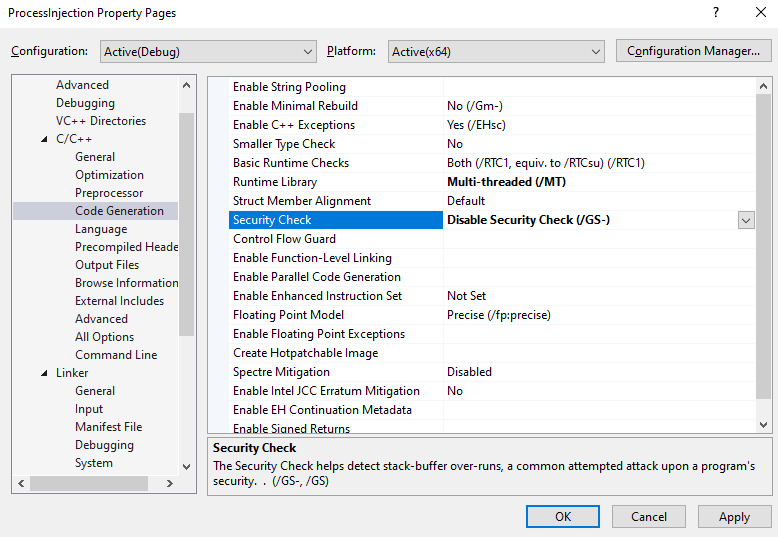 ProcessInjection Property Pages ?
Configuration: Active(Debug) Platform: Active(x64) Configuration Manager...
Advanced
Debugging
VC++ Directories
C/C++
General
Optimization
Preprocessor
Code Generation
Language
Precompiled Heade
Output Files
Browse Information
External Includes
Advanced
All Options
Command Line
Linker
General
Input
Manifest File
Debugging
System
Enable String Pooling
Enable Minimal Rebuild No (/Gm-)
Enable C++ Exceptions Yes (/EHsc)
Smaller Type Check No
Basic Runtime Checks Both (/RTC1, equiv. to /RTCsu) (/RTC1)
Runtime Library Multi-threaded (/MT)
Struct Member Alignment Default
Security Check Disable Security Check (/GS-)
Control Flow Guard
Enable Function-Level Linking
Enable Parallel Code Generation
Enable Enhanced Instruction Set Not Set
Floating Point Model Precise (/fp:precise)
Enable Floating Point Exceptions
Create Hotpatchable Image
Spectre Mitigation Disabled
Enable Intel JCC Erratum Mitigation No
Enable EH Continuation Metadata
Enable Signed Returns
Security Check
The Security Check helps detect stack-buffer over-runs, a common attempted attack upon a program's
security. . (/GS-, /GS)
OK Cancel Apply